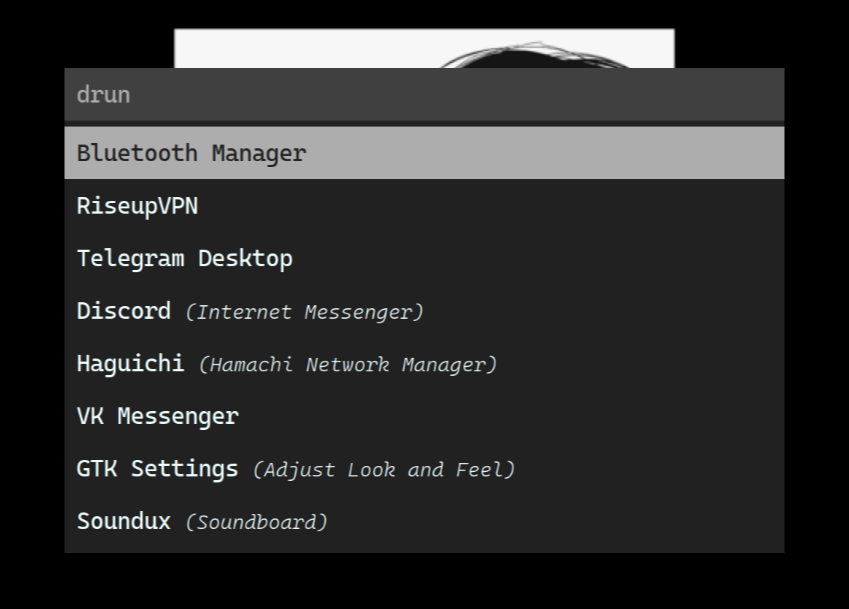 drun
Bluetooth Manager
RiseupVPN
Telegram Desktop
Discord (Internet Messenger)
Haguichi (Hamachi Network Manager)
VK Messenger
GTK Settings (Adjust Look and Feel)
Soundux (Soundboard)